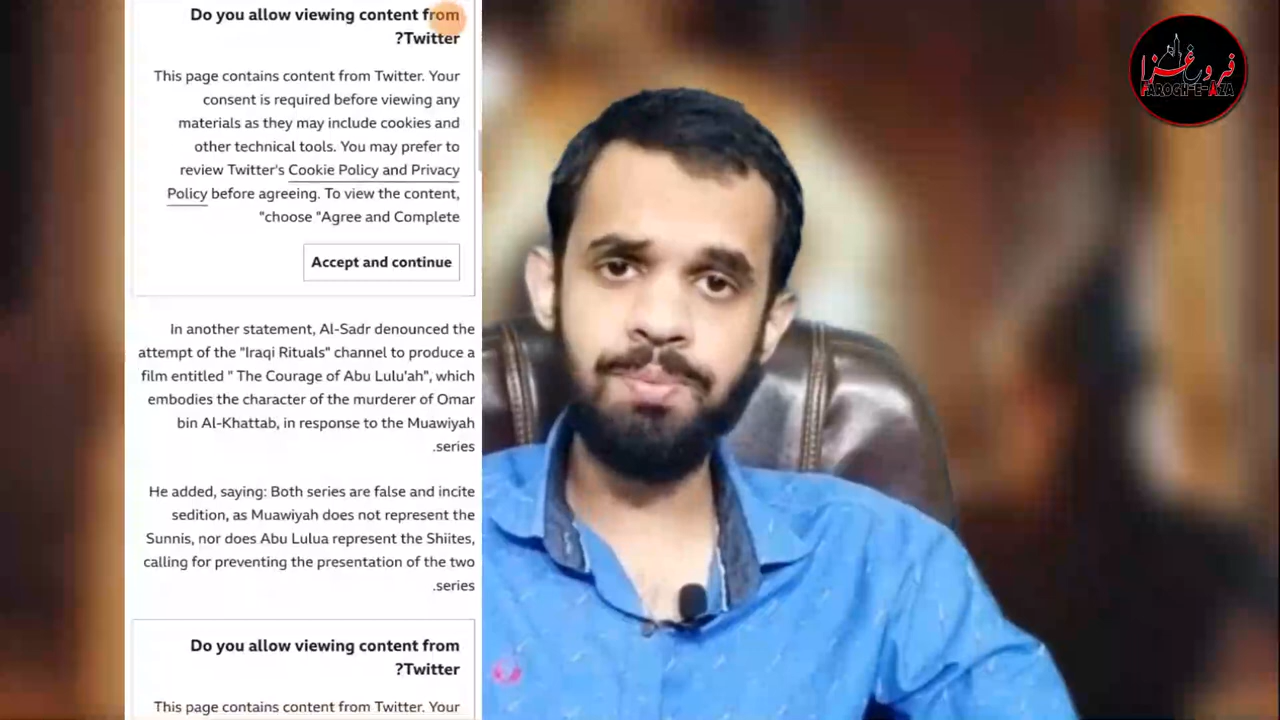 Do you allow viewing content from
?Twitter
This page contains content from Twitter. Your
consent is required before viewing any
materials as they may include cookies and
other technical tools. You may prefer to
review Twitter's Cookie Policy and Privacy
Policy before agreeing. To view the content,
"choose "Agree and Complete
Accept and continue
In another statement, Al-Sadr denounced the
attempt of the "Iraqi Rituals" channel to produce a
film entitled " The Courage of Abu Lulu'ah", which
embodies the character of the murderer of Omar
bin Al-Khattab, in response to the Muawiyah
.series
He added, saying: Both series are false and incite
sedition, as Muawiyah does not represent the
Sunnis, nor does Abu Lulua represent the Shiites,
calling for preventing the presentation of the two
.series
Do you allow viewing content from
?Twitter
This page contains content from Twitter. Your
فروغ عزا
FAROGH-E-AZA